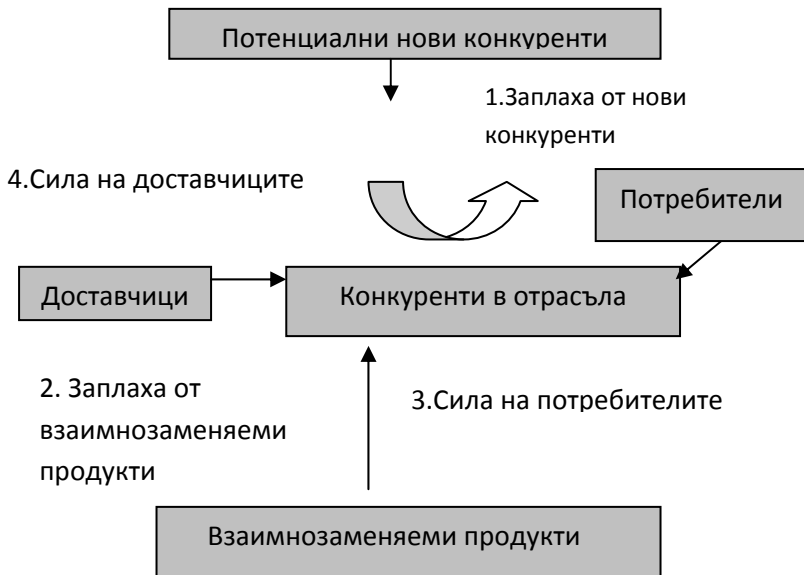 Потенциални нови конкуренти
1.Заплаха от нови
конкуренти
4.Сила на доставчиците
Потребители
Доставчици
Конкуренти в отрасъла
2. Заплаха от
взаимнозаменяеми
продукти
3.Сила на потребителите
Взаимнозаменяеми продукти